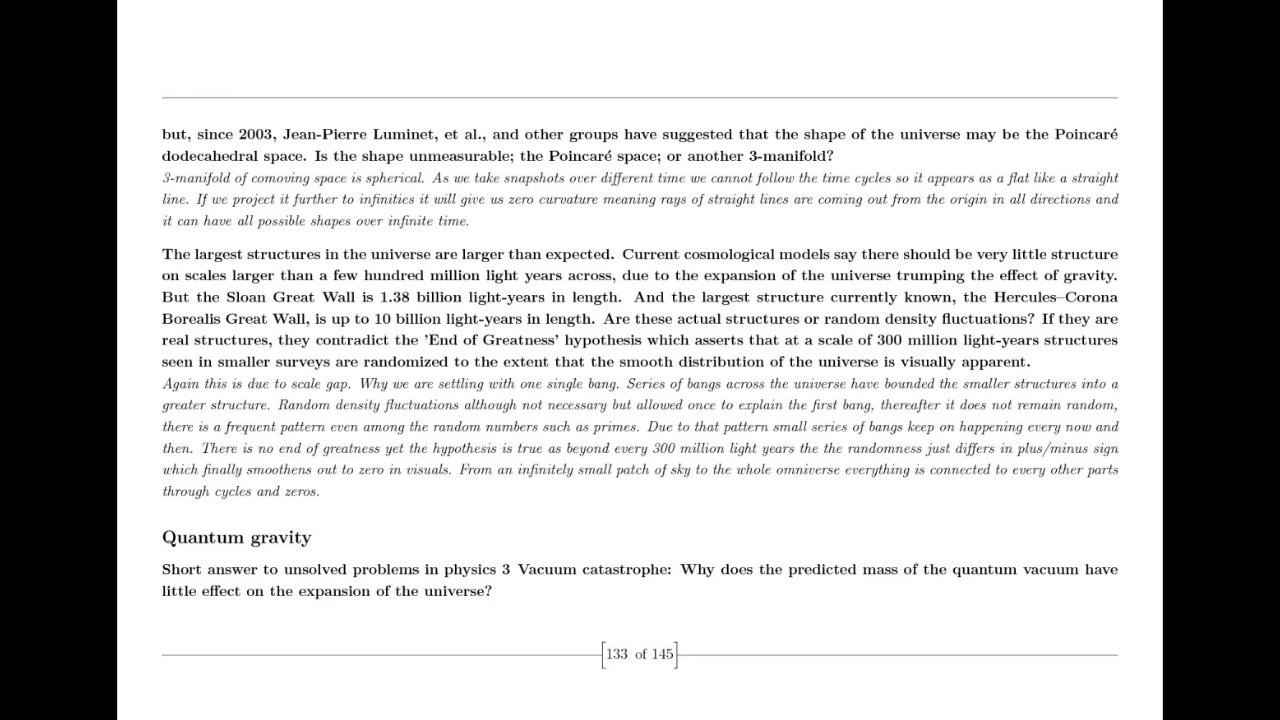 but, since 2003, Jean-Pierre Luminet, et al., and other groups have suggested that the shape of the universe may be the Poincaré
dodecahedral space. Is the shape unmeasurable; the Poincaré space; or another 3-manifold?
3-manifold of comoving space is spherical. As we take snapshots over different time we cannot follow the time cycles so it appears as a flat like a straight
line. If we project it further to infinities it will give us zero curvature meaning rays of straight lines are coming out from the origin in all directions and
it can have all possible shapes over infinite time.
The largest structures in the universe are larger than expected. Current cosmological models say there should be very little structure
on scales larger than a few hundred million light years across, due to the expansion of the universe trumping the effect of gravity.
But the Sloan Great Wall is 1.38 billion light-years in length. And the largest structure currently known, the Hercules–Corona
Borealis Great Wall, is up to 10 billion light-years in length. Are these actual structures or random density fluctuations? If they are
real structures, they contradict the 'End of Greatness' hypothesis which asserts that at a scale of 300 million light-years structures
seen in smaller surveys are randomized to the extent that the smooth distribution of the universe is visually apparent.
Again this is due to scale gap. Why we are settling with one single bang. Series of bangs across the universe have bounded the smaller structures into a
greater structure. Random density fluctuations although not necessary but allowed once to explain the first bang, thereafter it does not remain random,
there is a frequent pattern even among the random numbers such as primes. Due to that pattern small series of bangs keep on happening every now and
then. There is no end of greatness yet the hypothesis is true as beyond every 300 million light years the the randomness just differs in plus/minus sign
which finally smoothens out to zero in visuals. From an infinitely small patch of sky to the whole omniverse everything is connected to every other parts
through cycles and zeros.
Quantum gravity
Short answer to unsolved problems in physics 3 Vacuum catastrophe: Why does the predicted mass of the quantum vacuum have
little effect on the expansion of the universe?
133 of 145